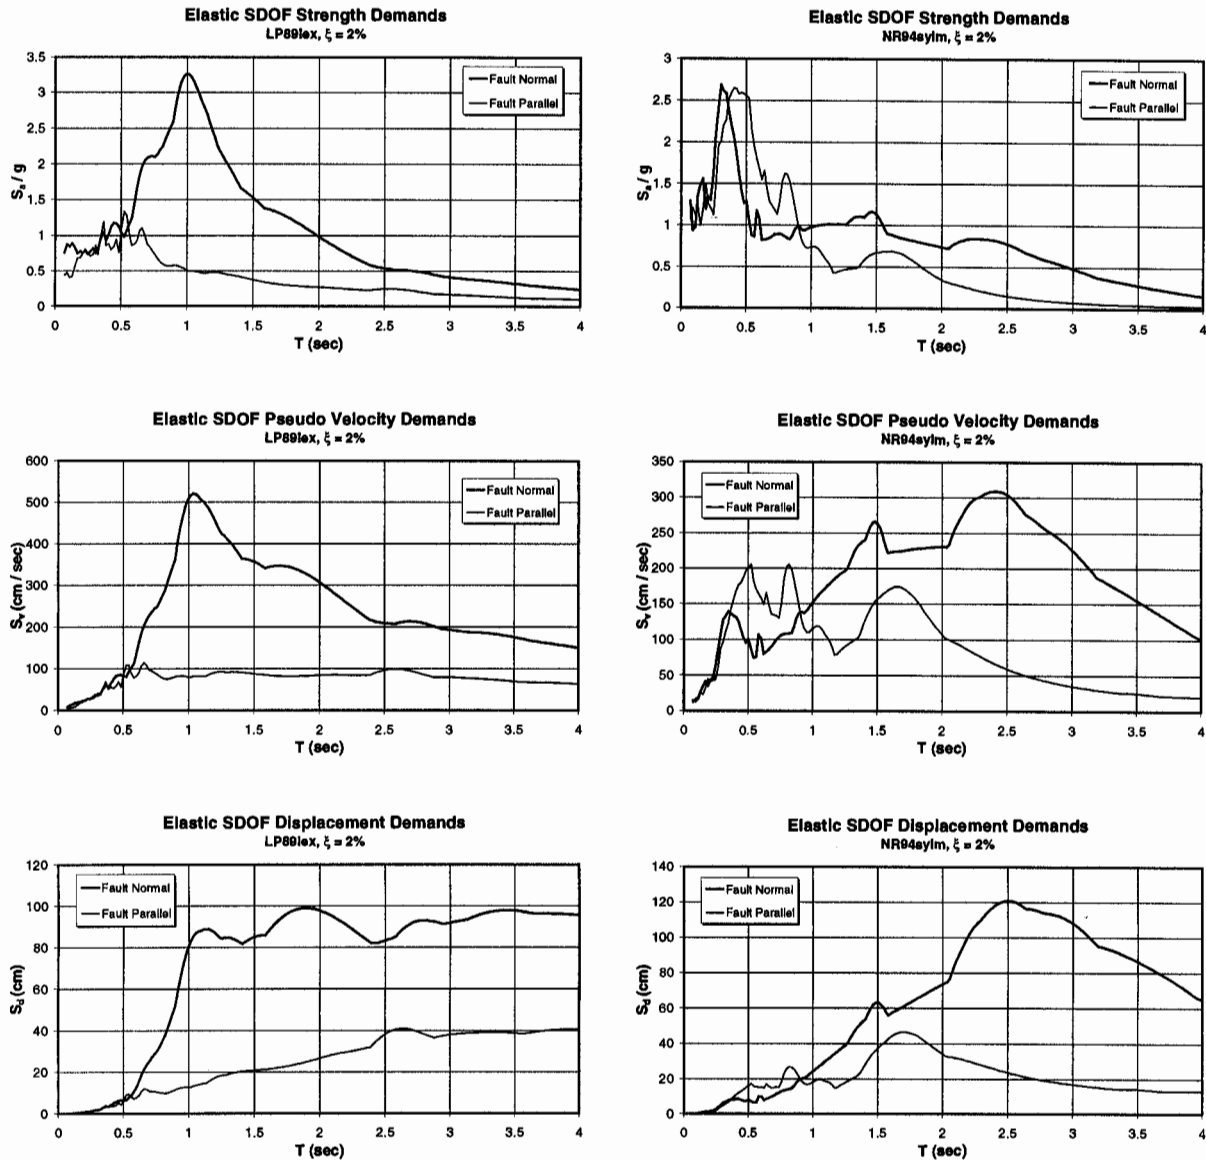 Elastic SDOF Strength Demands
LP89lex, ξ = 2%
3.5
3
2.5
2
1.5
1
0.5
0
Sa / g
Fault Normal
Fault Parallel
0 0.5 1 1.5 2 2.5 3 3.5 4
T (sec)
Elastic SDOF Strength Demands
NR94sylm, ξ = 2%
3
2.5
2
1.5
1
0.5
0
Sa / g
Fault Normal
Fault Parallel
0 0.5 1 1.5 2 2.5 3 3.5 4
T (sec)
Elastic SDOF Pseudo Velocity Demands
LP89lex, ξ = 2%
600
500
400
300
200
100
0
Sv (cm / sec)
Fault Normal
Fault Parallel
0 0.5 1 1.5 2 2.5 3 3.5 4
T (sec)
Elastic SDOF Pseudo Velocity Demands
NR94sylm, ξ = 2%
350
300
250
200
150
100
50
0
Sv (cm / sec)
Fault Normal
Fault Parallel
0 0.5 1 1.5 2 2.5 3 3.5 4
T (sec)
Elastic SDOF Displacement Demands
LP89lex, ξ = 2%
120
100
80
60
40
20
0
Sd (cm)
Fault Normal
Fault Parallel
0 0.5 1 1.5 2 2.5 3 3.5 4
T (sec)
Elastic SDOF Displacement Demands
NR94sylm, ξ = 2%
140
120
100
80
60
40
20
0
Sd (cm)
Fault Normal
Fault Parallel
0 0.5 1 1.5 2 2.5 3 3.5 4
T (sec)